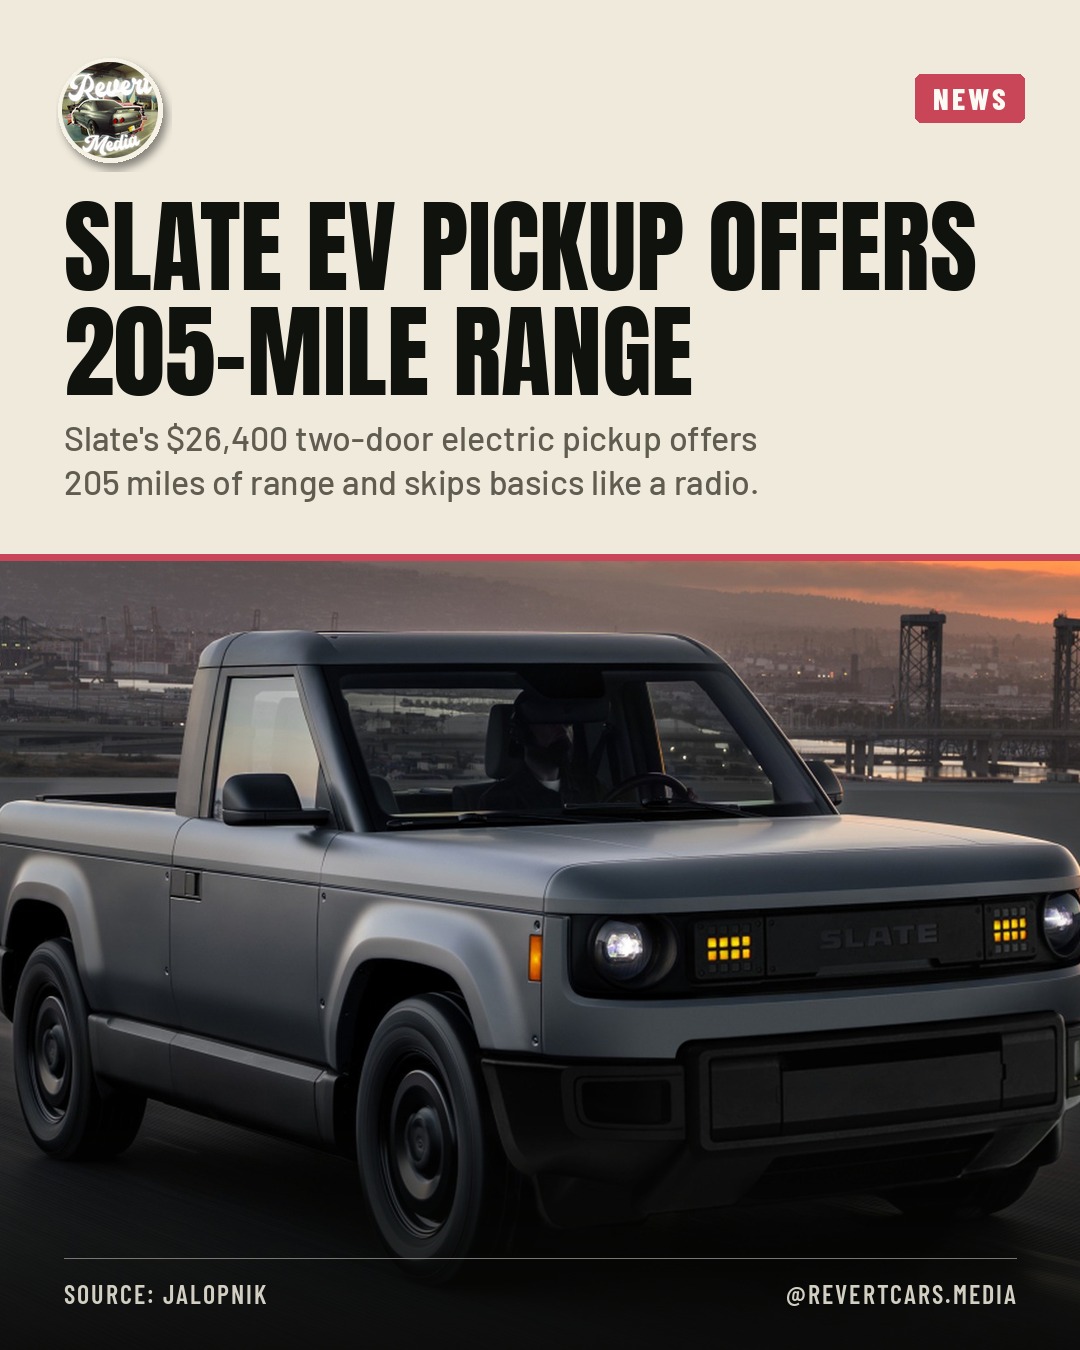 Revert
Media
NEWS
SLATE EV PICKUP OFFERS
205-MILE RANGE
Slate's $26,400 two-door electric pickup offers
205 miles of range and skips basics like a radio.
SLATE
SOURCE: JALOPNIK
@REVERTCARS.MEDIA